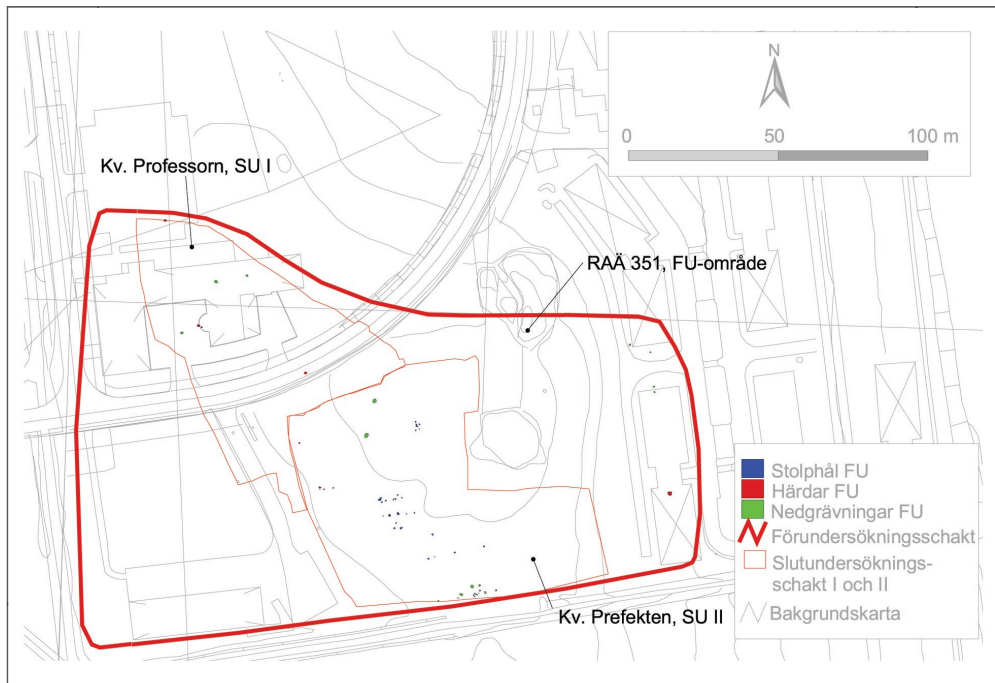 N
0 50 100 m
Kv. Professorn, SU I
RAÄ 351, FU-område
Stolphål FU
Härdar FU
Nedgrävningar FU
Förundersökningsschakt
Slutundersöknings-
schakt I och II
Bakgrundskarta
Kv. Prefekten, SU II